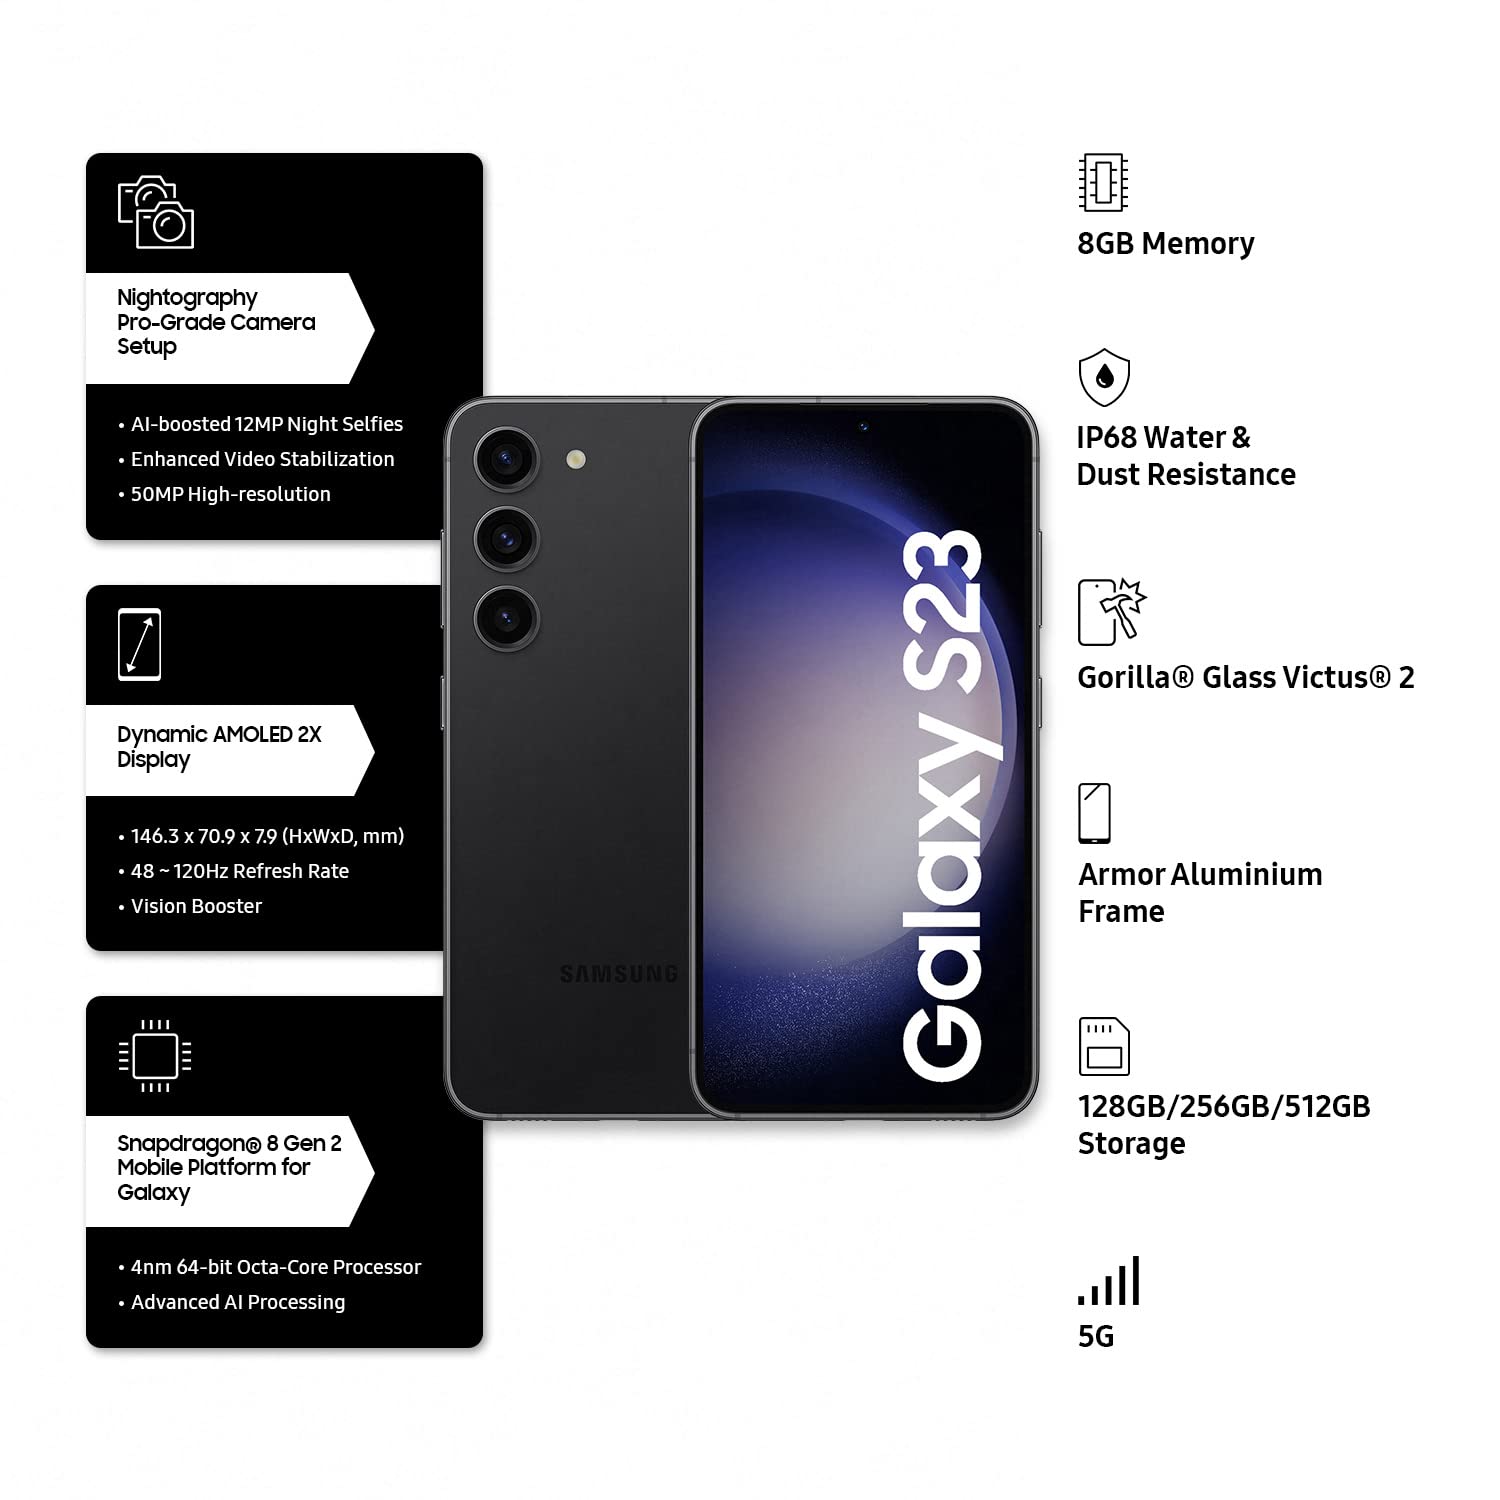 Nightography
Pro-Grade Camera
Setup
• AI-boosted 12MP Night Selfies
• Enhanced Video Stabilization
• 50MP High-resolution
Dynamic AMOLED 2X
Display
• 146.3 x 70.9 x 7.9 (HxWxD, mm)
• 48 ~ 120Hz Refresh Rate
• Vision Booster
Snapdragon® 8 Gen 2
Mobile Platform for
Galaxy
• 4nm 64-bit Octa-Core Processor
• Advanced AI Processing
SAMSUNG
Galaxy S23
8GB Memory
IP68 Water &
Dust Resistance
Gorilla® Glass Victus® 2
Armor Aluminium
Frame
128GB/256GB/512GB
Storage
5G